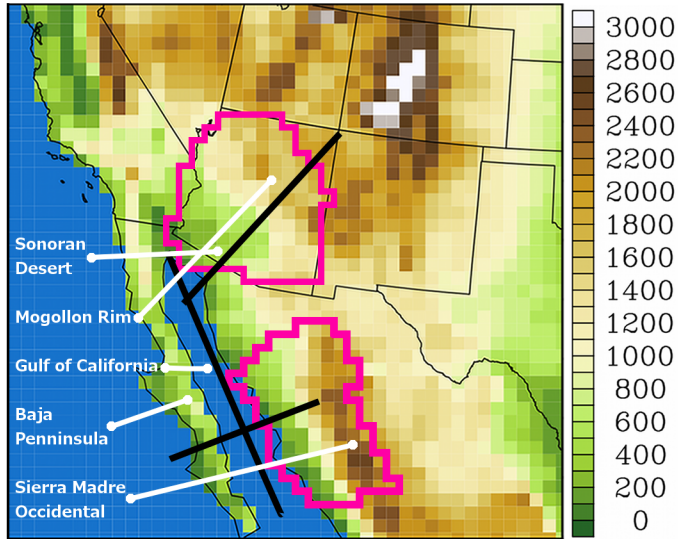 3000
2800
2600
2400
2200
2000
1800
1600
1400
1200
1000
800
600
400
200
0
Sonoran
Desert
Mogollon Rim
Gulf of California
Baja
Penninsula
Sierra Madre
Occidental